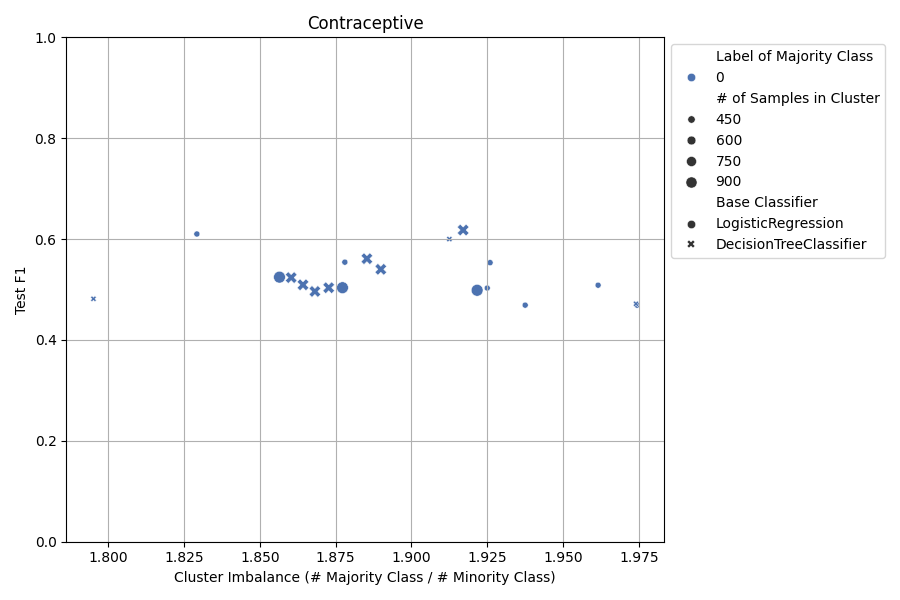 Contraceptive
Label of Majority Class
0
# of Samples in Cluster
450
600
750
900
Base Classifier
LogisticRegression
DecisionTreeClassifier
Test F1
1.0
0.8
0.6
0.4
0.2
0.0
1.800 1.825 1.850 1.875 1.900 1.925 1.950 1.975
Cluster Imbalance (# Majority Class / # Minority Class)